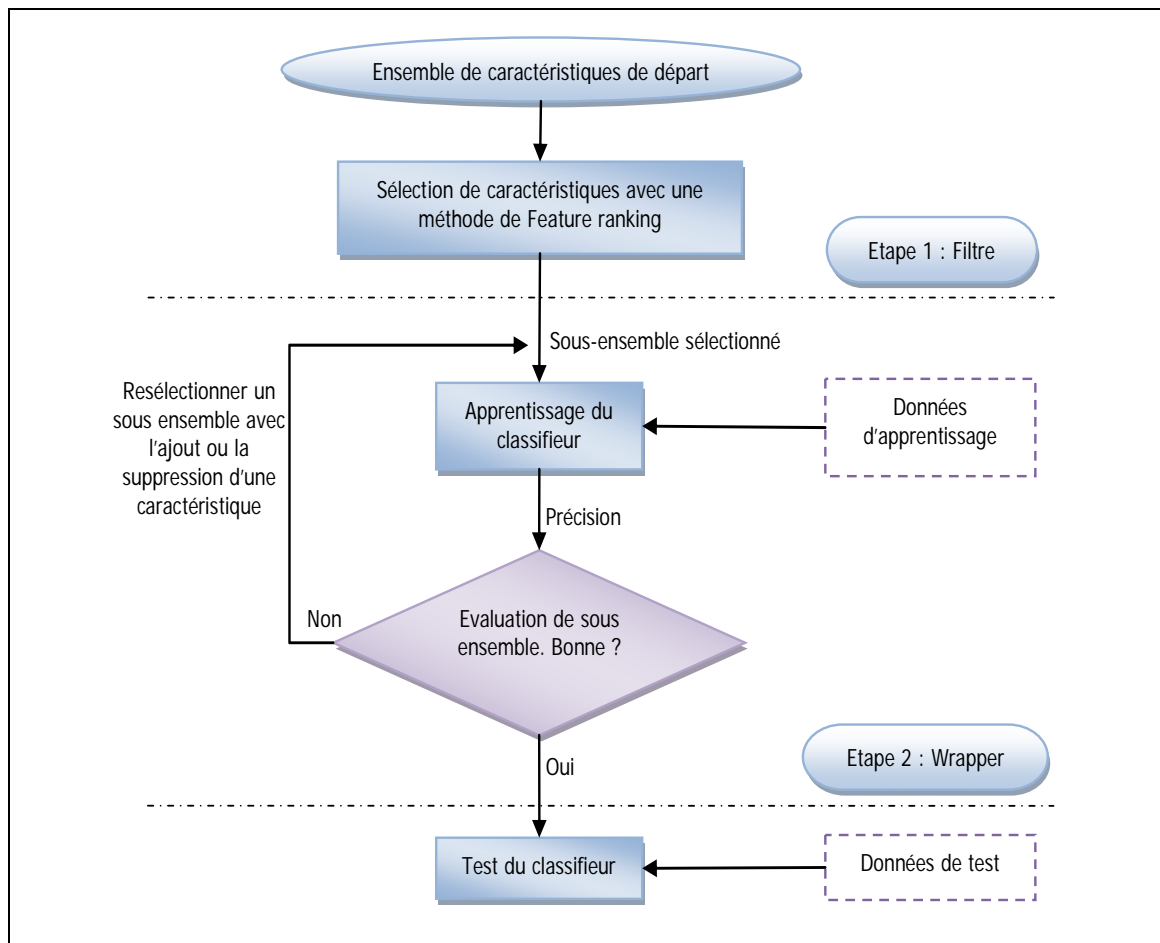 Ensemble de caractéristiques de départ
Sélection de caractéristiques avec une
méthode de Feature ranking
Etape 1 : Filtre
Sous-ensemble sélectionné
Resélectionner un
sous ensemble avec
l'ajout ou la
suppression d'une
caractéristique
Apprentissage du
classifieur
Données
d'apprentissage
Précision
Non
Evaluation de sous
ensemble. Bonne ?
Oui
Etape 2 : Wrapper
Test du classifieur
Données de test